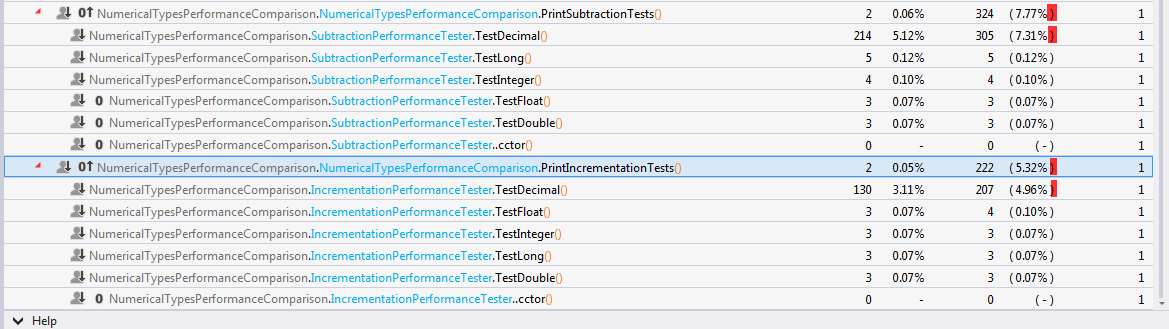 0↑ NumericalTypesPerformanceComparison.NumericalTypesPerformanceComparison.PrintSubtractionTests() 2 0.06% 324 (7.77%) 1
NumericalTypesPerformanceComparison.SubtractionPerformanceTester.TestDecimal() 214 5.12% 305 (7.31%) 1
NumericalTypesPerformanceComparison.SubtractionPerformanceTester.TestLong() 5 0.12% 5 (0.12%) 1
NumericalTypesPerformanceComparison.SubtractionPerformanceTester.TestInteger() 4 0.10% 4 (0.10%) 1
0 NumericalTypesPerformanceComparison.SubtractionPerformanceTester.TestFloat() 3 0.07% 3 (0.07%) 1
0 NumericalTypesPerformanceComparison.SubtractionPerformanceTester.TestDouble() 3 0.07% 3 (0.07%) 1
0 NumericalTypesPerformanceComparison.SubtractionPerformanceTester..cctor() 0 - 0 (-) 1
0↑ NumericalTypesPerformanceComparison.NumericalTypesPerformanceComparison.PrintIncrementationTests() 2 0.05% 222 (5.32%) 1
NumericalTypesPerformanceComparison.IncrementationPerformanceTester.TestDecimal() 130 3.11% 207 (4.96%) 1
NumericalTypesPerformanceComparison.IncrementationPerformanceTester.TestFloat() 3 0.07% 4 (0.10%) 1
NumericalTypesPerformanceComparison.IncrementationPerformanceTester.TestInteger() 3 0.07% 3 (0.07%) 1
NumericalTypesPerformanceComparison.IncrementationPerformanceTester.TestLong() 3 0.07% 3 (0.07%) 1
NumericalTypesPerformanceComparison.IncrementationPerformanceTester.TestDouble() 3 0.07% 3 (0.07%) 1
0 NumericalTypesPerformanceComparison.IncrementationPerformanceTester..cctor() 0 - 0 (-) 1
Help